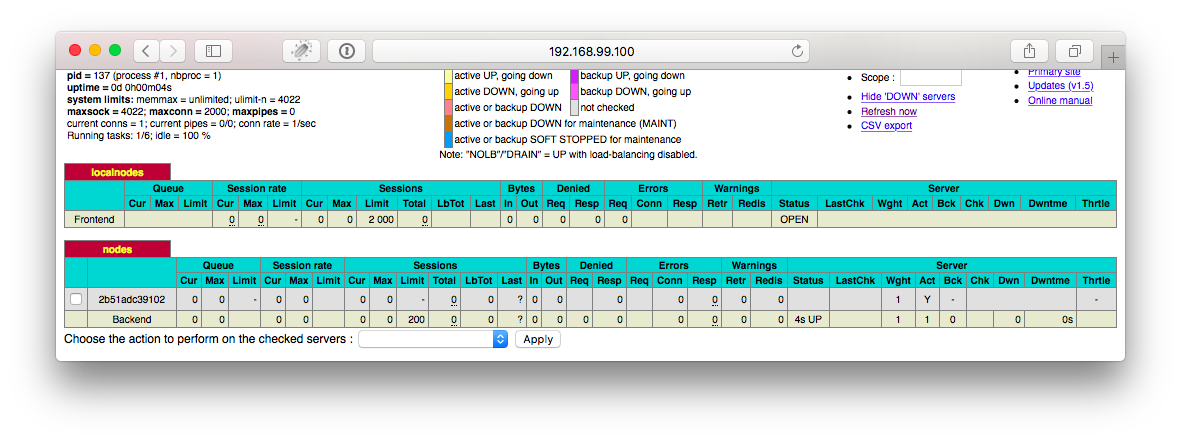 192.168.99.100
pid = 137 (process #1, nbproc = 1)
uptime = 0d 0h00m04s
system limits: memmax = unlimited; ulimit-n = 4022
maxsock = 4022; maxconn = 2000; maxpipes = 0
current conns = 1; current pipes = 0/0; conn rate = 1/sec
Running tasks: 1/6; idle = 100 %
active UP, going down backup UP, going down
active DOWN, going up backup DOWN, going up
active or backup DOWN not checked
active or backup DOWN for maintenance (MAINT)
active or backup SOFT STOPPED for maintenance
Note: "NOLB"/"DRAIN" = UP with load-balancing disabled.
Scope :
Hide 'DOWN' servers
Refresh now
CSV export
Primary site
Updates (v1.5)
Online manual
localnodes
Queue Session rate Sessions Bytes Denied Errors Warnings Server
Cur Max Limit Cur Max Limit Cur Max Limit Total LbTot Last In Out Req Resp Req Conn Resp Retr Redis Status LastChk Wght Act Bck Chk Dwn Dwntme Thrtle
Frontend 0 0 - 0 0 2 000 0 0 0 0 0 0 OPEN
nodes
Queue Session rate Sessions Bytes Denied Errors Warnings Server
Cur Max Limit Cur Max Limit Cur Max Limit Total LbTot Last In Out Req Resp Req Conn Resp Retr Redis Status LastChk Wght Act Bck Chk Dwn Dwntme Thrtle
2b51adc39102 0 0 - 0 0 0 0 - 0 0 ? 0 0 0 0 0 0 0 1 Y - -
Backend 0 0 0 0 0 0 200 0 0 ? 0 0 0 0 0 0 0 0 4s UP 1 1 0 0 0s
Choose the action to perform on the checked servers : Apply